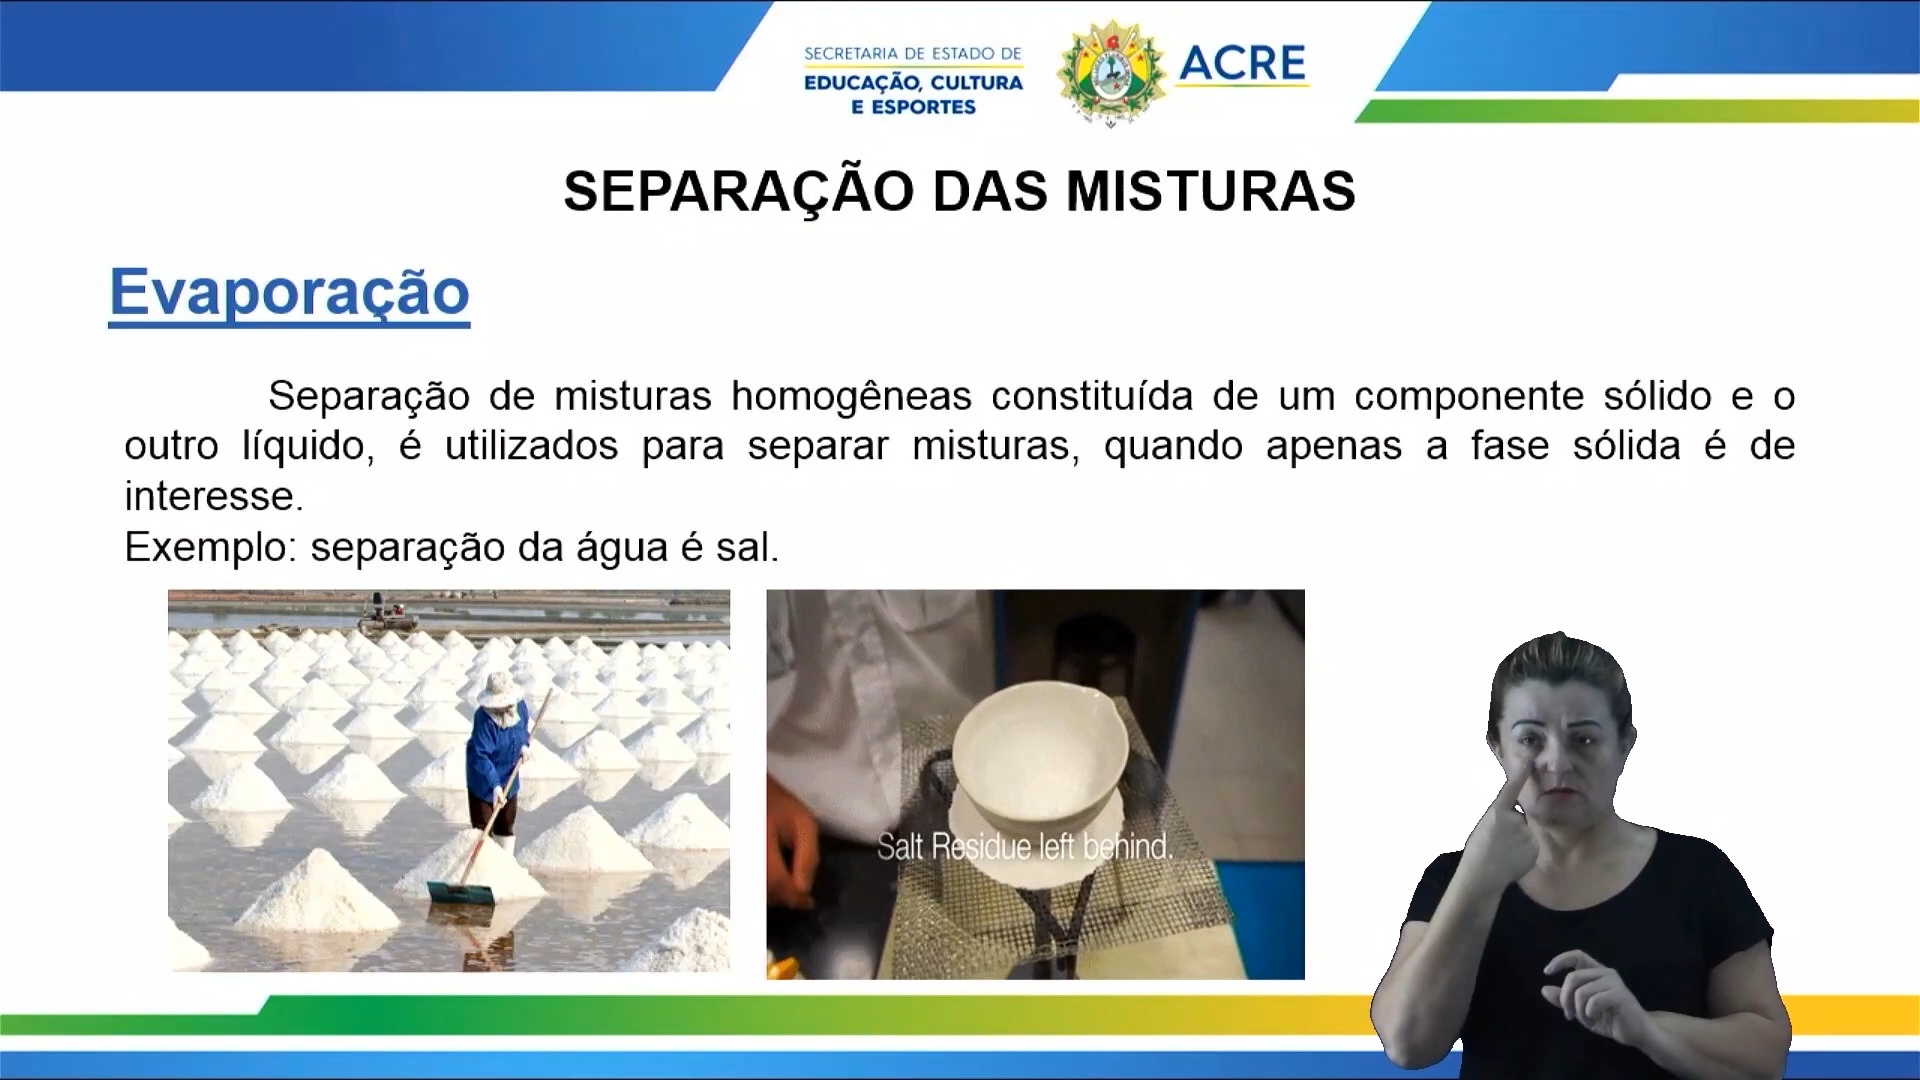 SECRETARIA DE ESTADO DE
EDUCAÇÃO, CULTURA
E ESPORTES
ACRE
SEPARAÇÃO DAS MISTURAS
Evaporação
Separação de misturas homogêneas constituída de um componente sólido e o
outro líquido, é utilizados para separar misturas, quando apenas a fase sólida é de
interesse.
Exemplo: separação da água é sal.
Salt Residue left behind.